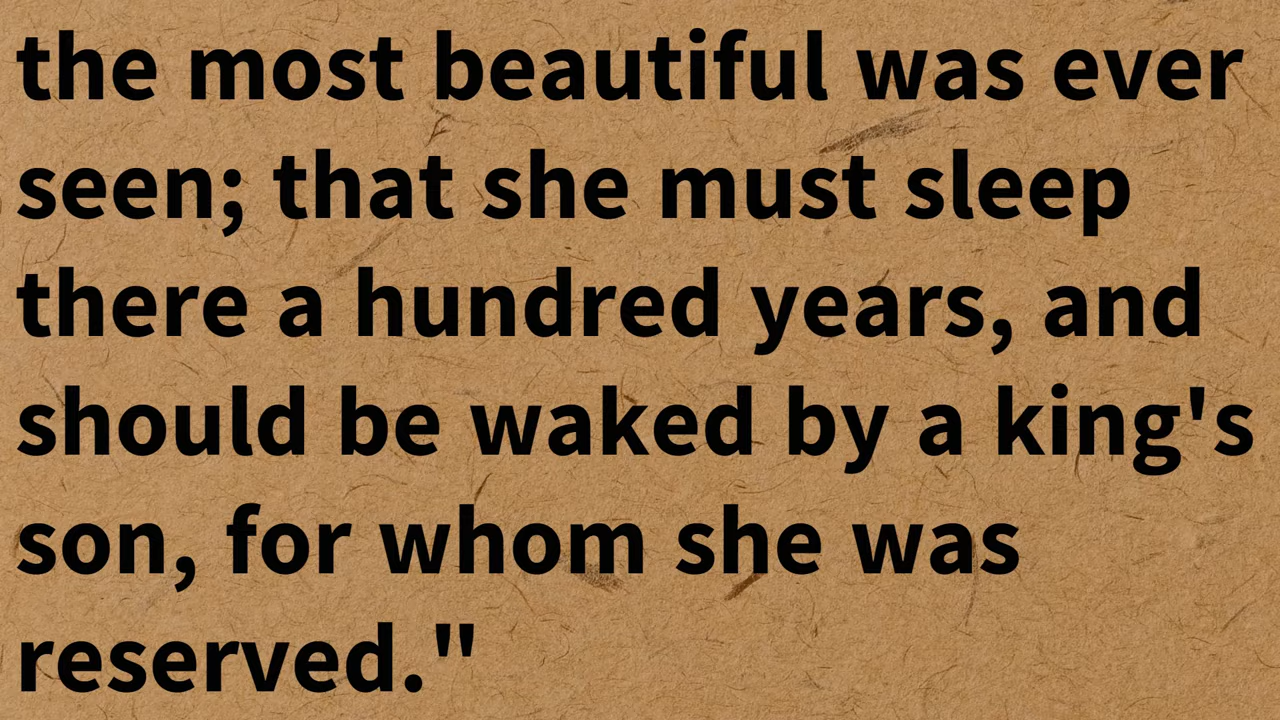 the most beautiful was ever
seen; that she must sleep
there a hundred years, and
should be waked by a king's
son, for whom she was
reserved."